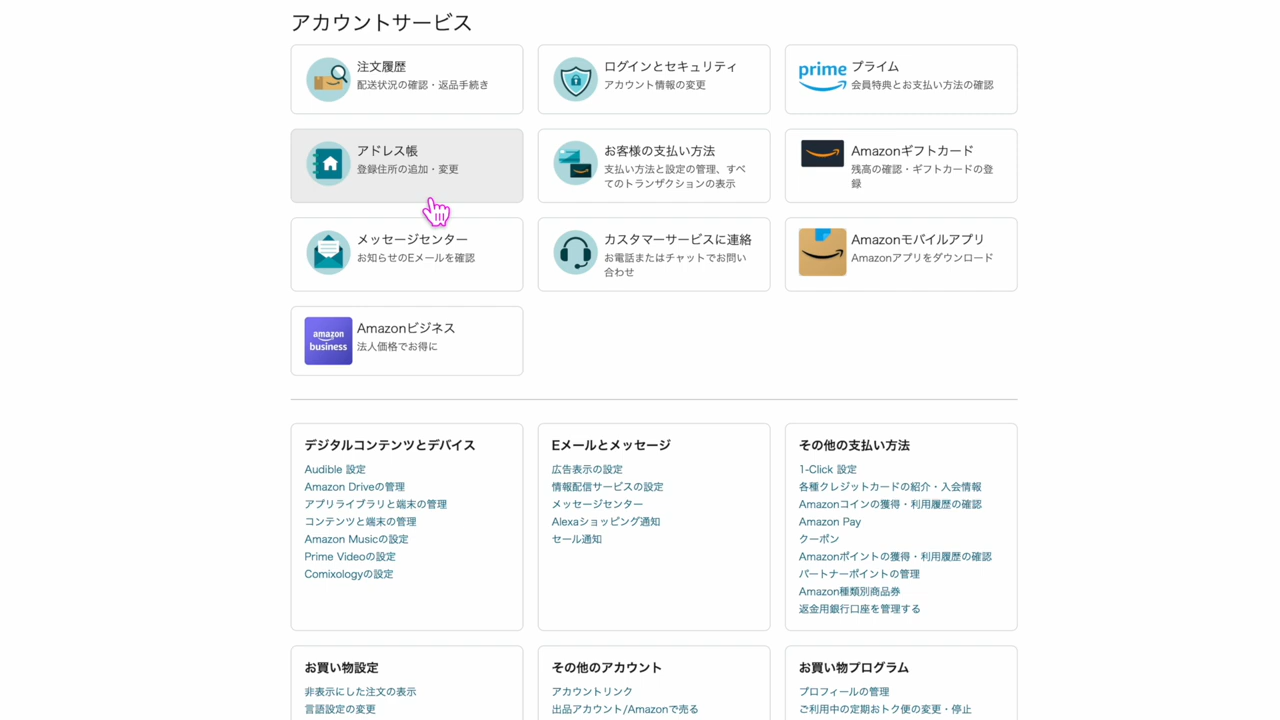 アカウントサービス
注文履歴
配送状況の確認・返品手続き
ログインとセキュリティ
アカウント情報の変更
prime
プライム
会員特典とお支払い方法の確認
アドレス帳
登録住所の追加・変更
お客様の支払い方法
支払い方法と設定の管理、すべ
てのトランザクションの表示
Amazonギフトカード
残高の確認・ギフトカードの登
録
メッセージセンター
お知らせのEメールを確認
カスタマーサービスに連絡
お電話またはチャットでお問い
合わせ
Amazonモバイルアプリ
Amazonアプリをダウンロード
amazon
business
Amazonビジネス
法人価格でお得に
デジタルコンテンツとデバイス
Audible 設定
Amazon Driveの管理
アプリライブラリと端末の管理
コンテンツと端末の管理
Amazon Musicの設定
Prime Videoの設定
Comixologyの設定
Eメールとメッセージ
広告表示の設定
情報配信サービスの設定
メッセージセンター
Alexaショッピング通知
セール通知
その他の支払い方法
1-Click 設定
各種クレジットカードの紹介・入会情報
Amazonコインの獲得・利用履歴の確認
Amazon Pay
クーポン
Amazonポイントの獲得・利用履歴の確認
パートナーポイントの管理
Amazon種類別商品券
返金用銀行口座を管理する
お買い物設定
非表示にした注文の表示
言語設定の変更
その他のアカウント
アカウントリンク
出品アカウント/Amazonで売る
お買い物プログラム
プロフィールの管理
ご利用中の定期おトク便の変更・停止